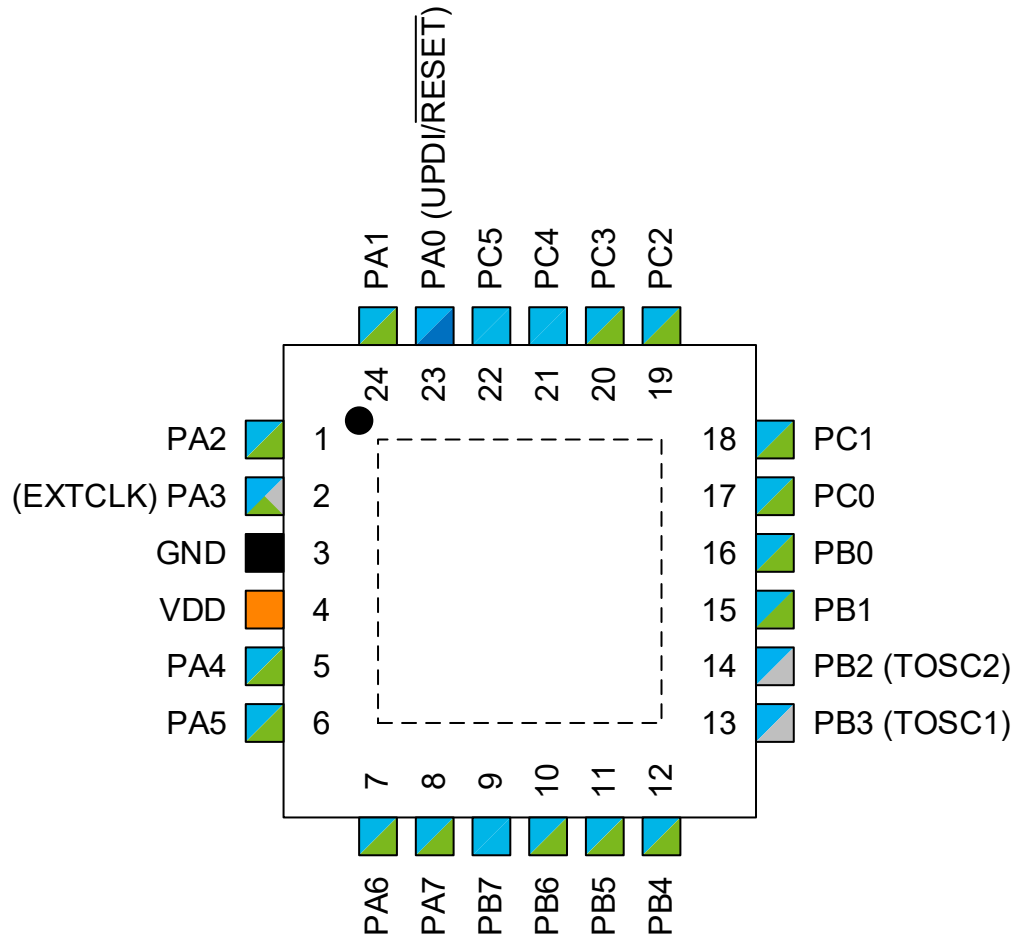 PA1
PA0 (UPDI/RESET)
PC5
PC4
PC3
PC2
24
23
22
21
20
19
PA2 1
(EXTCLK) PA3 2
GND 3
VDD 4
PA4 5
PA5 6
18 PC1
17 PC0
16 PB0
15 PB1
14 PB2 (TOSC2)
13 PB3 (TOSC1)
7
8
9
10
11
12
PA6
PA7
PB7
PB6
PB5
PB4